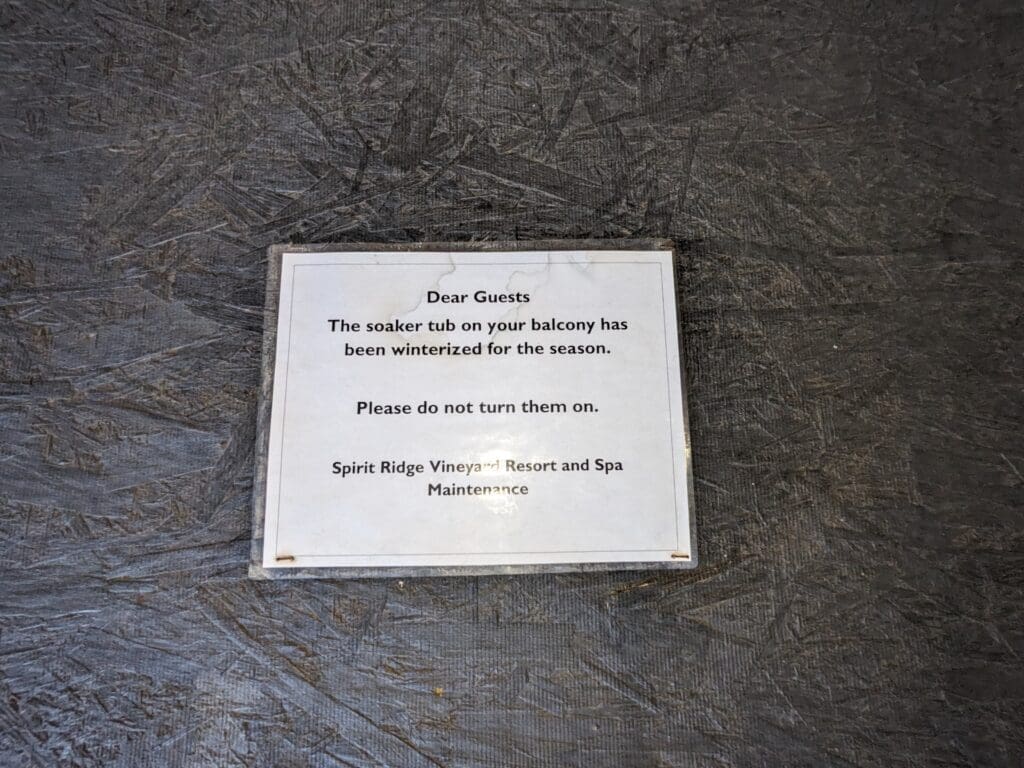 Dear Guests
The soaker tub on your balcony has
been winterized for the season.
Please do not turn them on.
Spirit Ridge Vineyard Resort and Spa
Maintenance